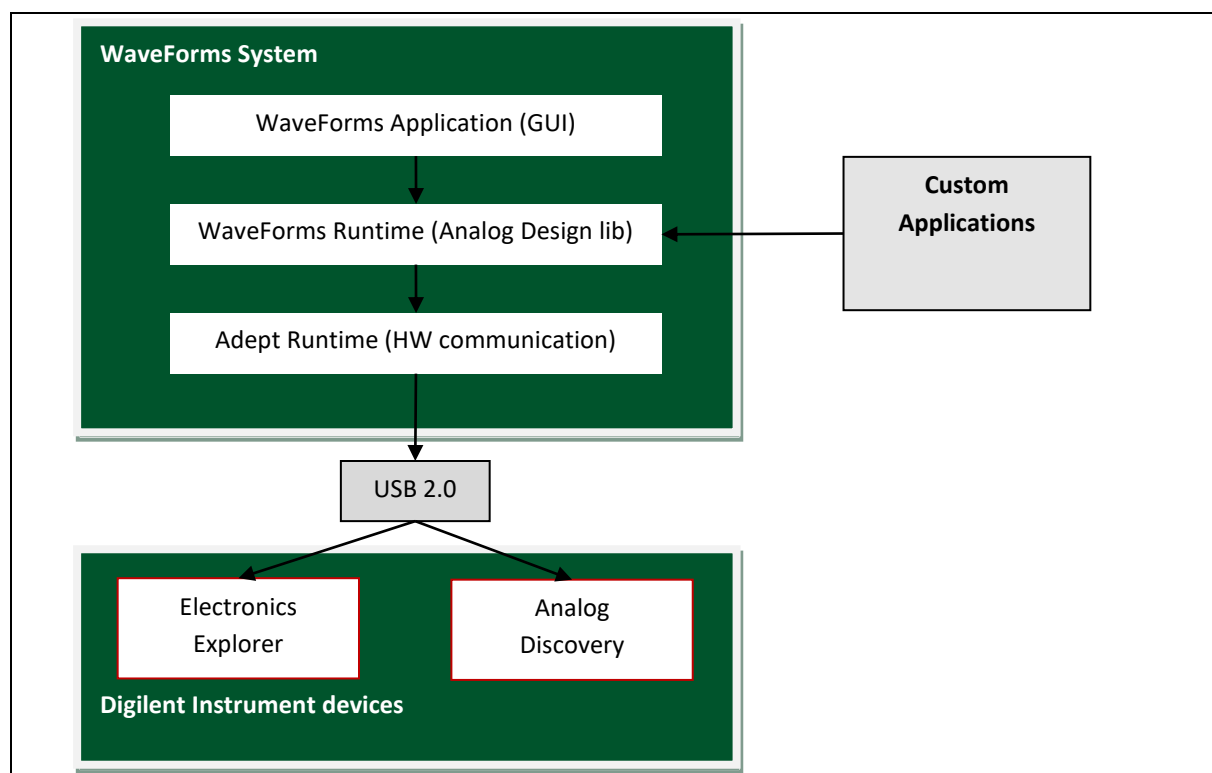 WaveForms System
WaveForms Application (GUI)
Custom
Applications
WaveForms Runtime (Analog Design lib)
Adept Runtime (HW communication)
USB 2.0
Electronics
Explorer
Analog
Discovery
Digilent Instrument devices